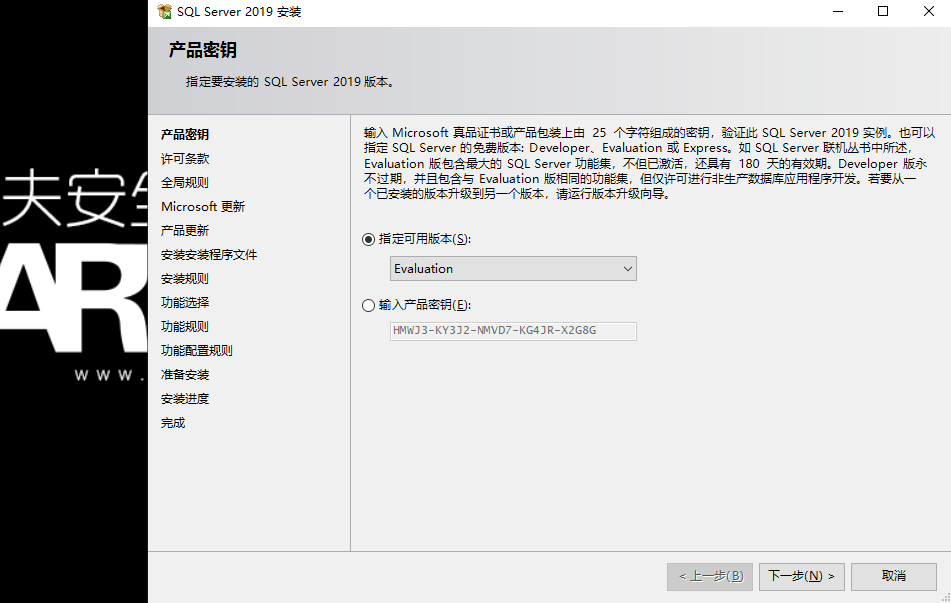 SQL Server 2019 安装
产品密钥
指定要安装的 SQL Server 2019 版本。
产品密钥
许可条款
全局规则
Microsoft 更新
产品更新
安装安装程序文件
安装规则
功能选择
功能规则
功能配置规则
准备安装
安装进度
完成
输入 Microsoft 真品证书或产品包装上由 25 个字符组成的密钥，验证此 SQL Server 2019 实例。也可以
指定 SQL Server 的免费版本: Developer、Evaluation 或 Express。如 SQL Server 联机丛书中所述，
Evaluation 版包含最大的 SQL Server 功能集，不但已激活，还具有 180 天的有效期。Developer 版永
不过期，并且包含与 Evaluation 版相同的功能集，但仅许可进行非生产数据库应用程序开发。若要从一
个已安装的版本升级到另一个版本，请运行版本升级向导。
指定可用版本(S):
Evaluation
输入产品密钥(E):
HMWJ3-KY3J2-NMVD7-KG4JR-X2G8G
< 上一步(B)
下一步(N) >
取消
夫安
AR
www.